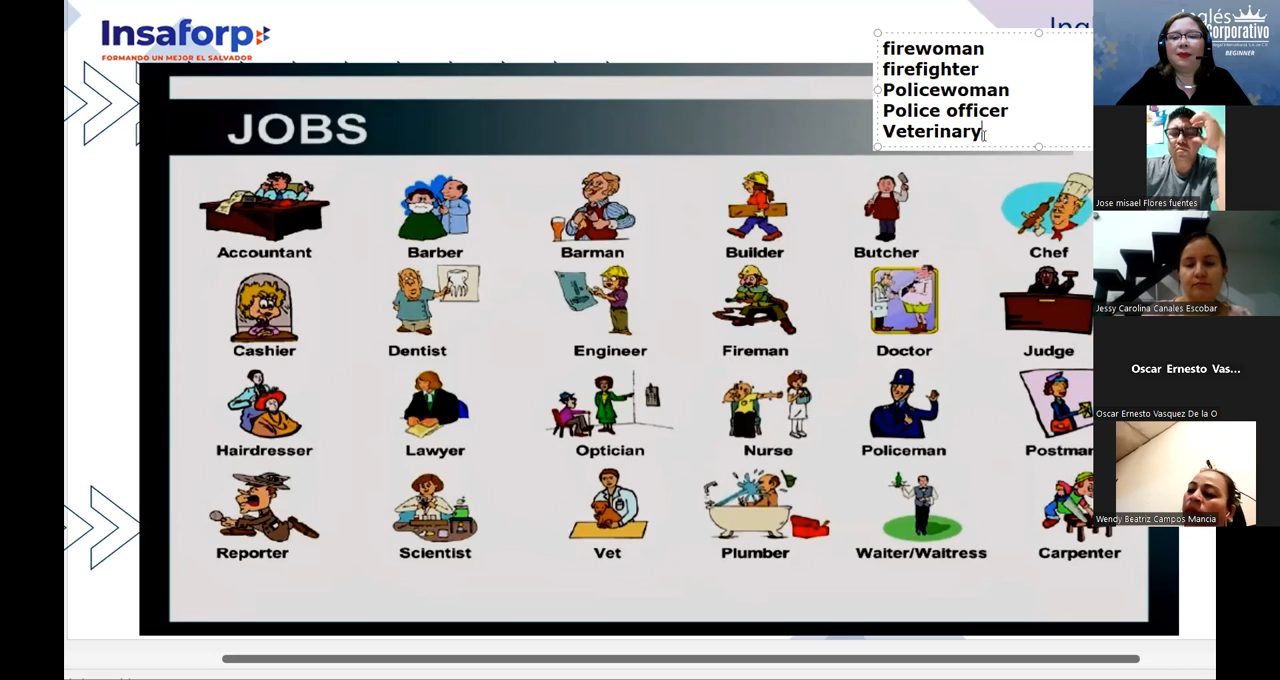 Insaforp
FORMANDO UN MEJOR EL SALVADOR
firewoman
firefighter
Policewoman
Police officer
Veterinary
JOBS
Accountant Barber Barman Builder Butcher Chef
Cashier Dentist Engineer Fireman Doctor Judge
Hairdresser Lawyer Optician Nurse Policeman Postman
Reporter Scientist Vet Plumber Waiter/Waitress Carpenter
BEGINNER
Jose misael Flores fuentes
Jessy Carolina Canales Escobar
Oscar Ernesto Vas...
Oscar Ernesto Vasquez De la O
Wendy Beatriz Campos Mancia